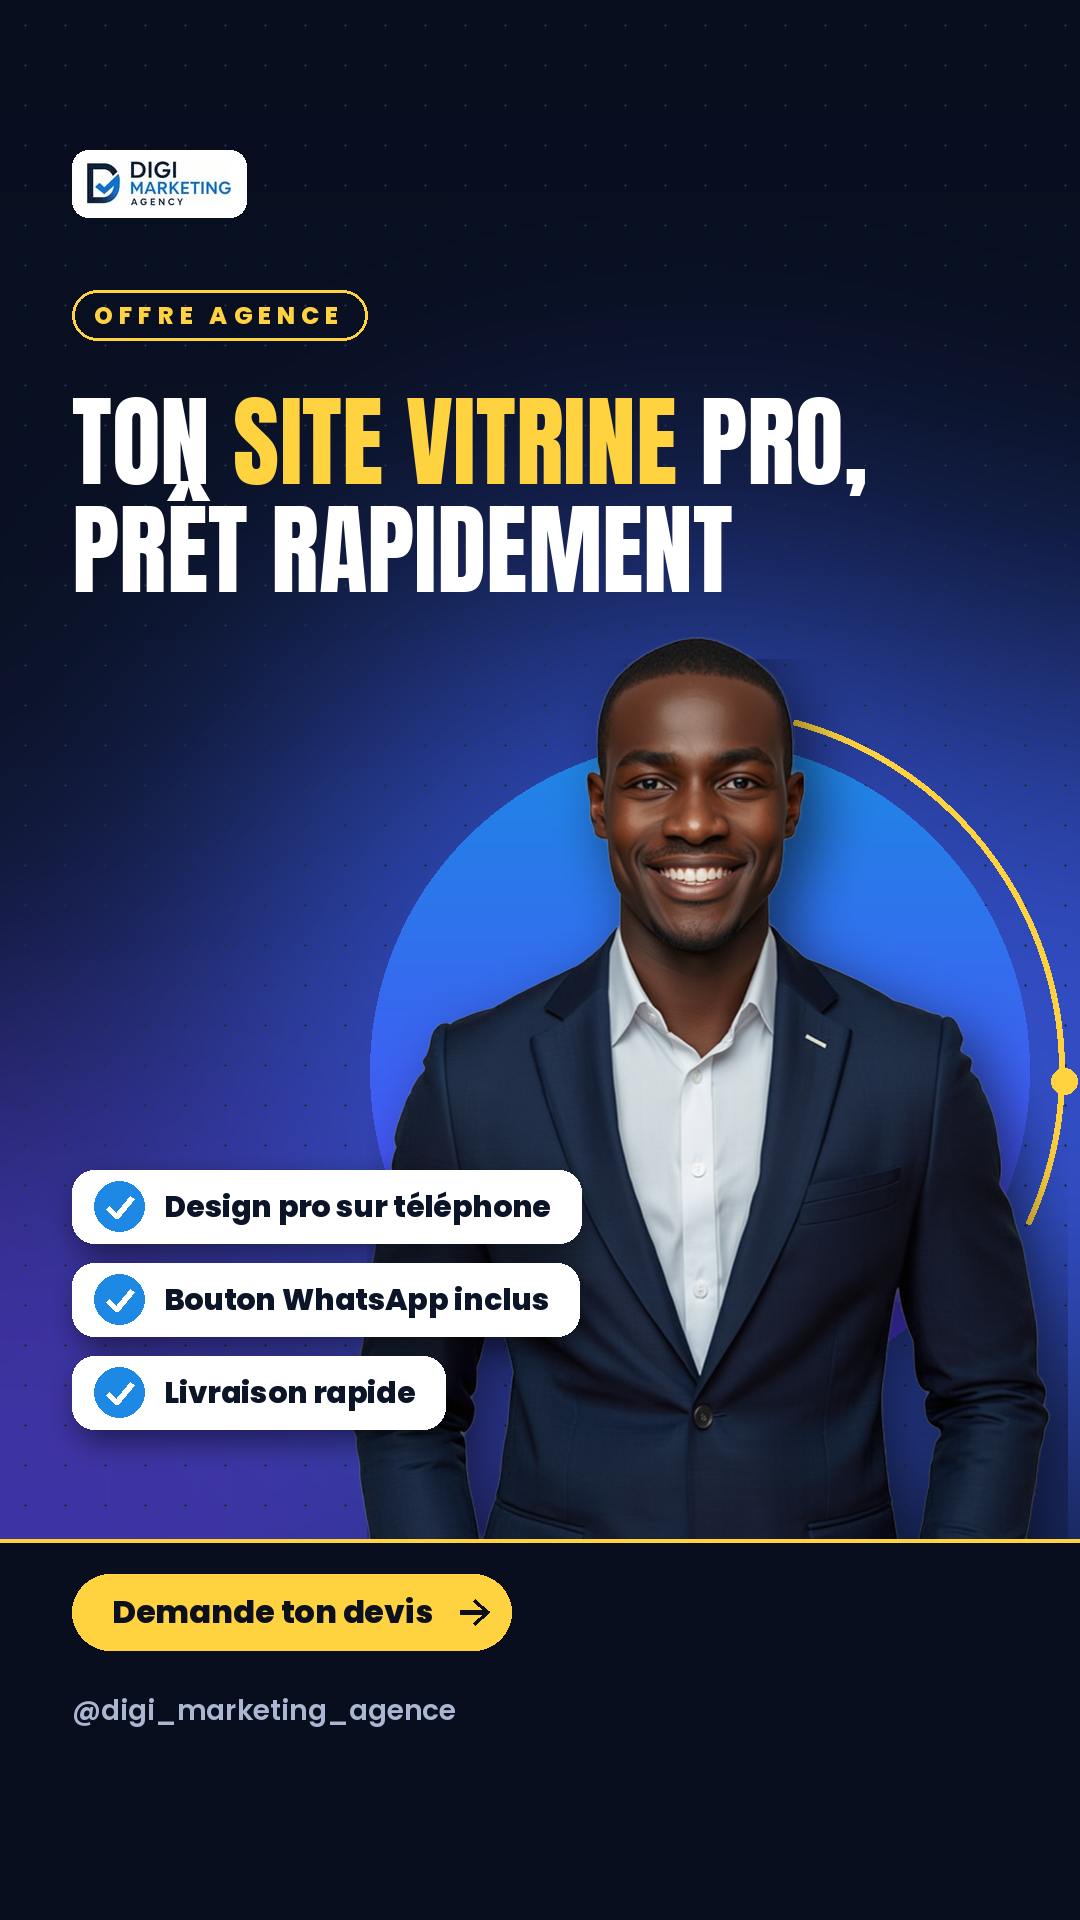 DIGI
MARKETING
AGENCY
OFFRE AGENCE
TON SITE VITRINE PRO,
PRÊT RAPIDEMENT
Design pro sur téléphone
Bouton WhatsApp inclus
Livraison rapide
Demande ton devis →
@digi_marketing_agence